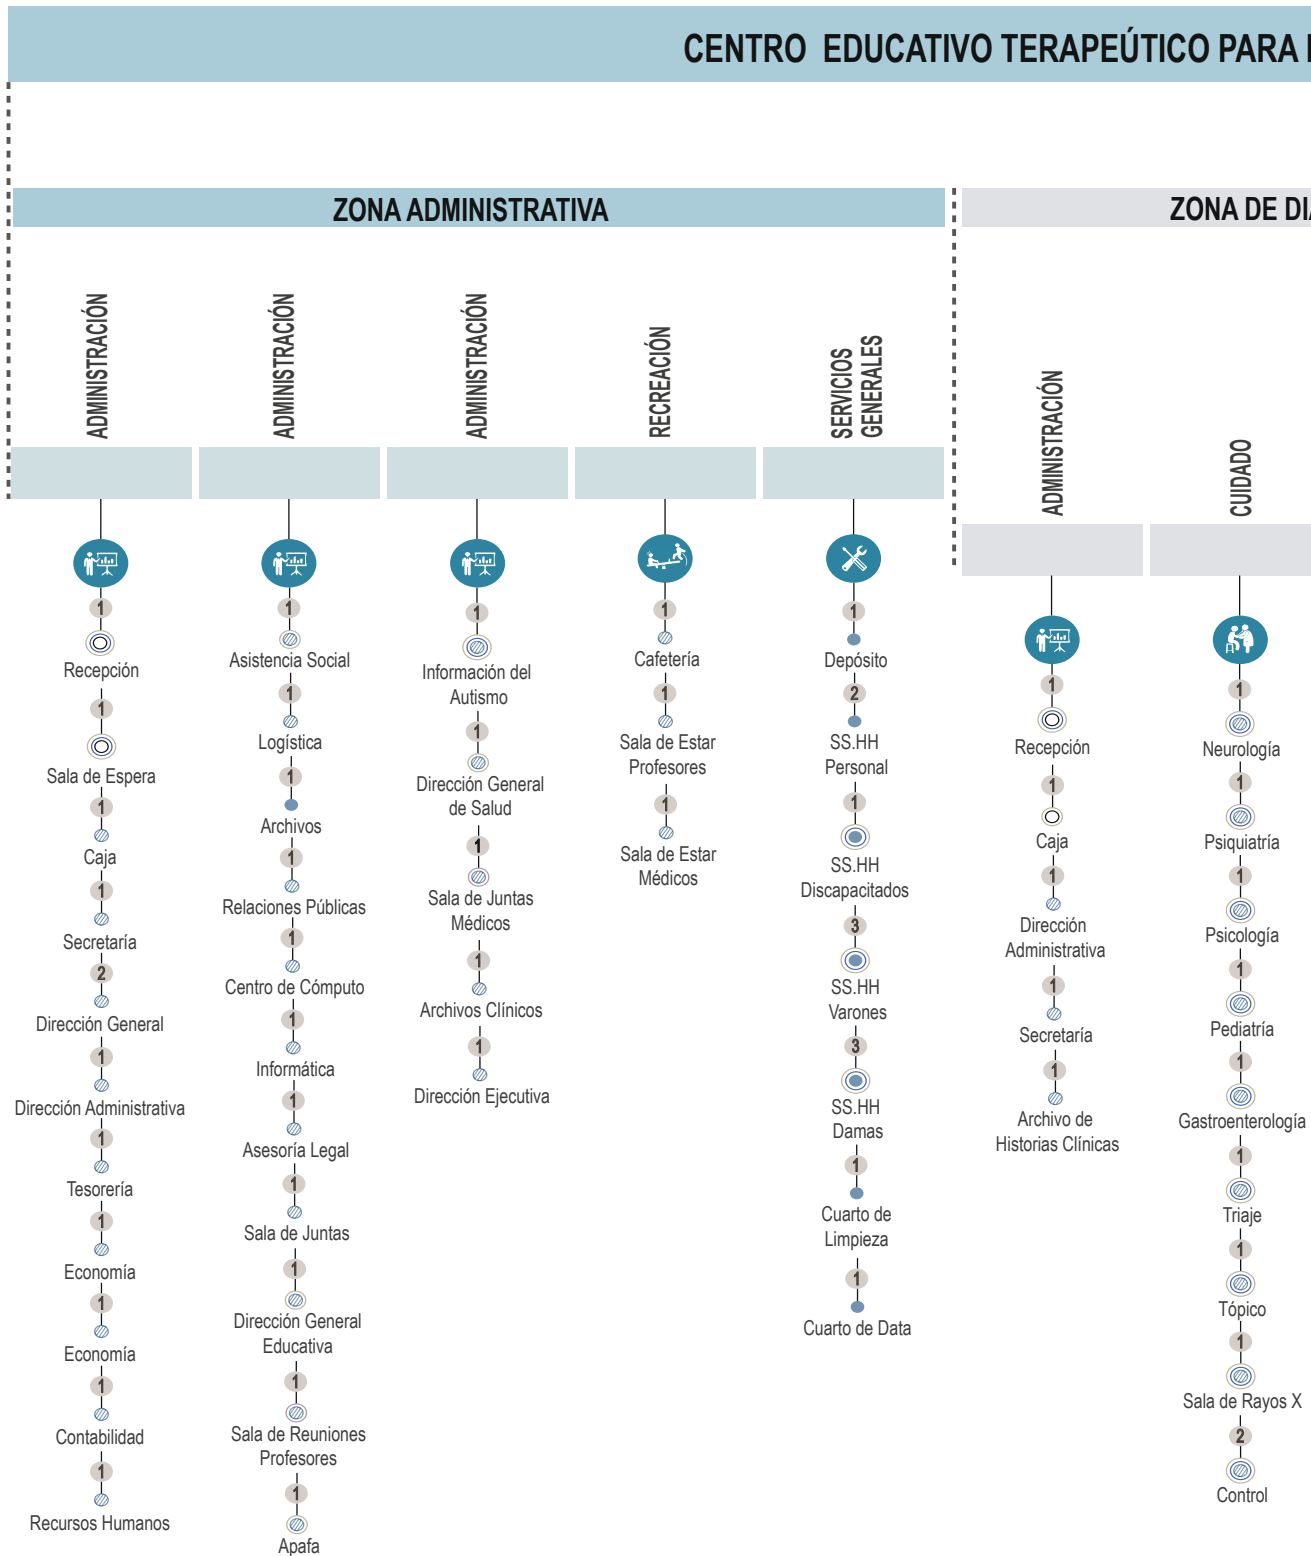 CENTRO EDUCATIVO TERAPEÚTICO PARA
ZONA ADMINISTRATIVA
ADMINISTRACIÓN
1
Recepción
1
Sala de Espera
1
Caja
1
Secretaría
2
Dirección General
1
Dirección Administrativa
1
Tesorería
1
Economía
1
Economía
1
Contabilidad
1
Recursos Humanos
ADMINISTRACIÓN
1
Asistencia Social
1
Logística
1
Archivos
1
Relaciones Públicas
1
Centro de Cómputo
1
Informática
1
Asesoría Legal
1
Sala de Juntas
1
Dirección General
Educativa
1
Sala de Reuniones
Profesores
1
Apafa
ADMINISTRACIÓN
1
Información del
Autismo
1
Dirección General
de Salud
1
Sala de Juntas
Médicos
1
Archivos Clínicos
1
Dirección Ejecutiva
RECREACIÓN
1
Cafetería
1
Sala de Estar
Profesores
1
Sala de Estar
Médicos
SERVICIOS
GENERALES
1
Depósito
2
SS.HH
Personal
1
SS.HH
Discapacitados
3
SS.HH
Varones
3
SS.HH
Damas
1
Cuarto de
Limpieza
1
Cuarto de Data
ZONA DE DIA
ADMINISTRACIÓN
1
Recepción
1
Caja
1
Dirección
Administrativa
1
Secretaría
1
Archivo de
Historias Clínicas
CUIDADO
1
Neurología
1
Psiquiatría
1
Psicología
1
Pediatría
1
Gastroenterología
1
Triaje
1
Tópico
1
Sala de Rayos X
2
Control